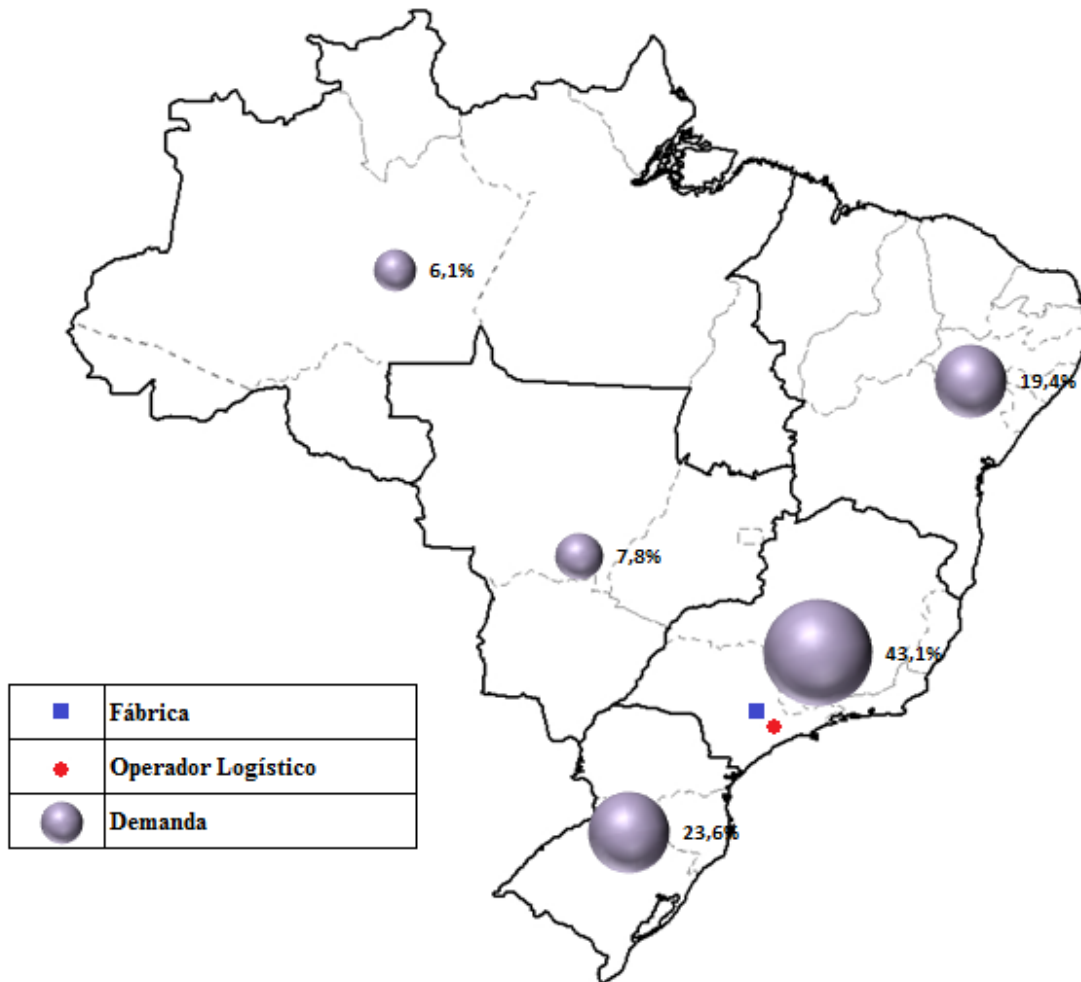 6,1%
19,4%
7,8%
43,1%
23,6%
Fábrica
Operador Logístico
Demanda